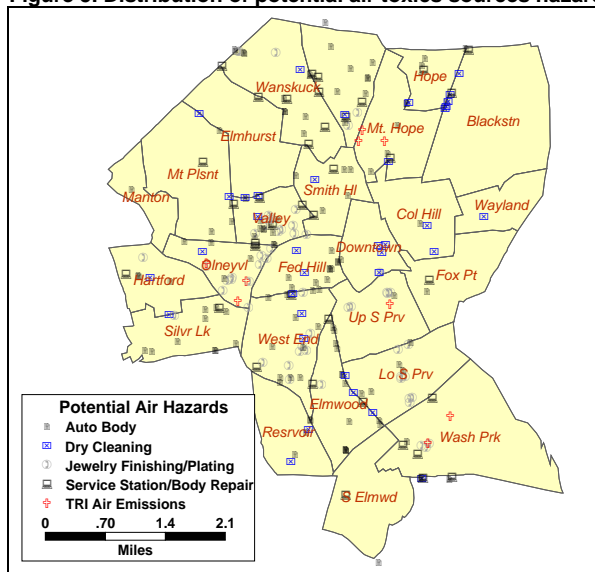 Figure 3. Distribution of potential air toxics sources hazar
Hope
Wanskuck
Blackstn
Mt. Hope
Elmhurst
Mt Plsnt
Smith Hl
Manton
Wayland
Col Hill
Valley
Downtown
Olneyvl
Fed Hill
Fox Pt
Hartford
Up S Prv
Silvr Lk
West End
Lo S Prv
Elmwood
Resrvoir
Wash Prk
S Elmwd
Potential Air Hazards
Auto Body
Dry Cleaning
Jewelry Finishing/Plating
Service Station/Body Repair
TRI Air Emissions
0 .70 1.4 2.1
Miles